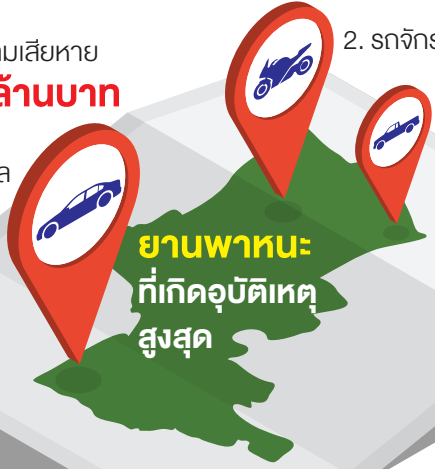 มเสียหาย
ล้านบาท
ล
2. รถจักร
ยานพาหนะ
ที่เกิดอุบัติเหตุ
สูงสุด